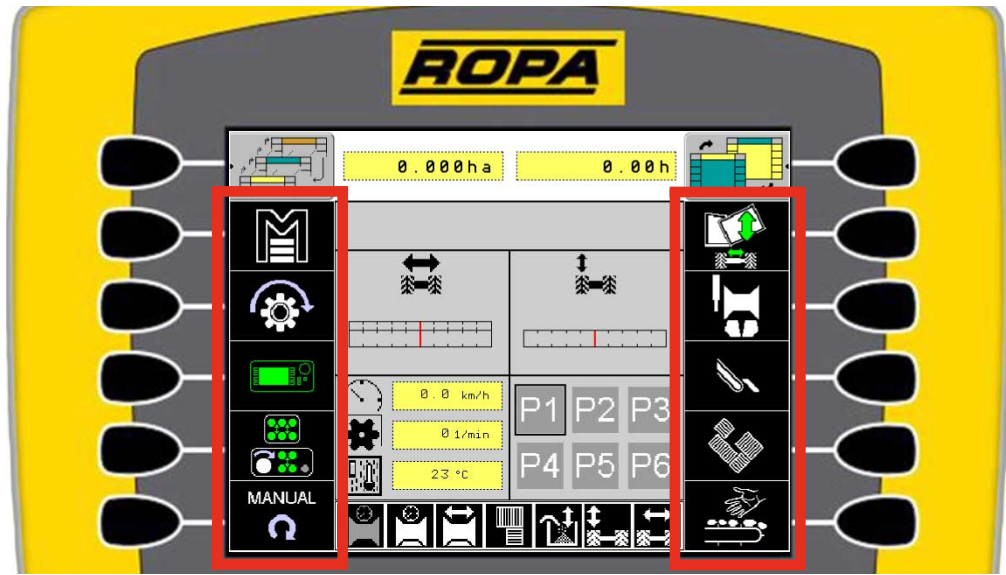 ROPA
0.000ha 0.00h
0.0 km/h
0 1/min
23 °C
P1 P2 P3
P4 P5 P6
MANUAL